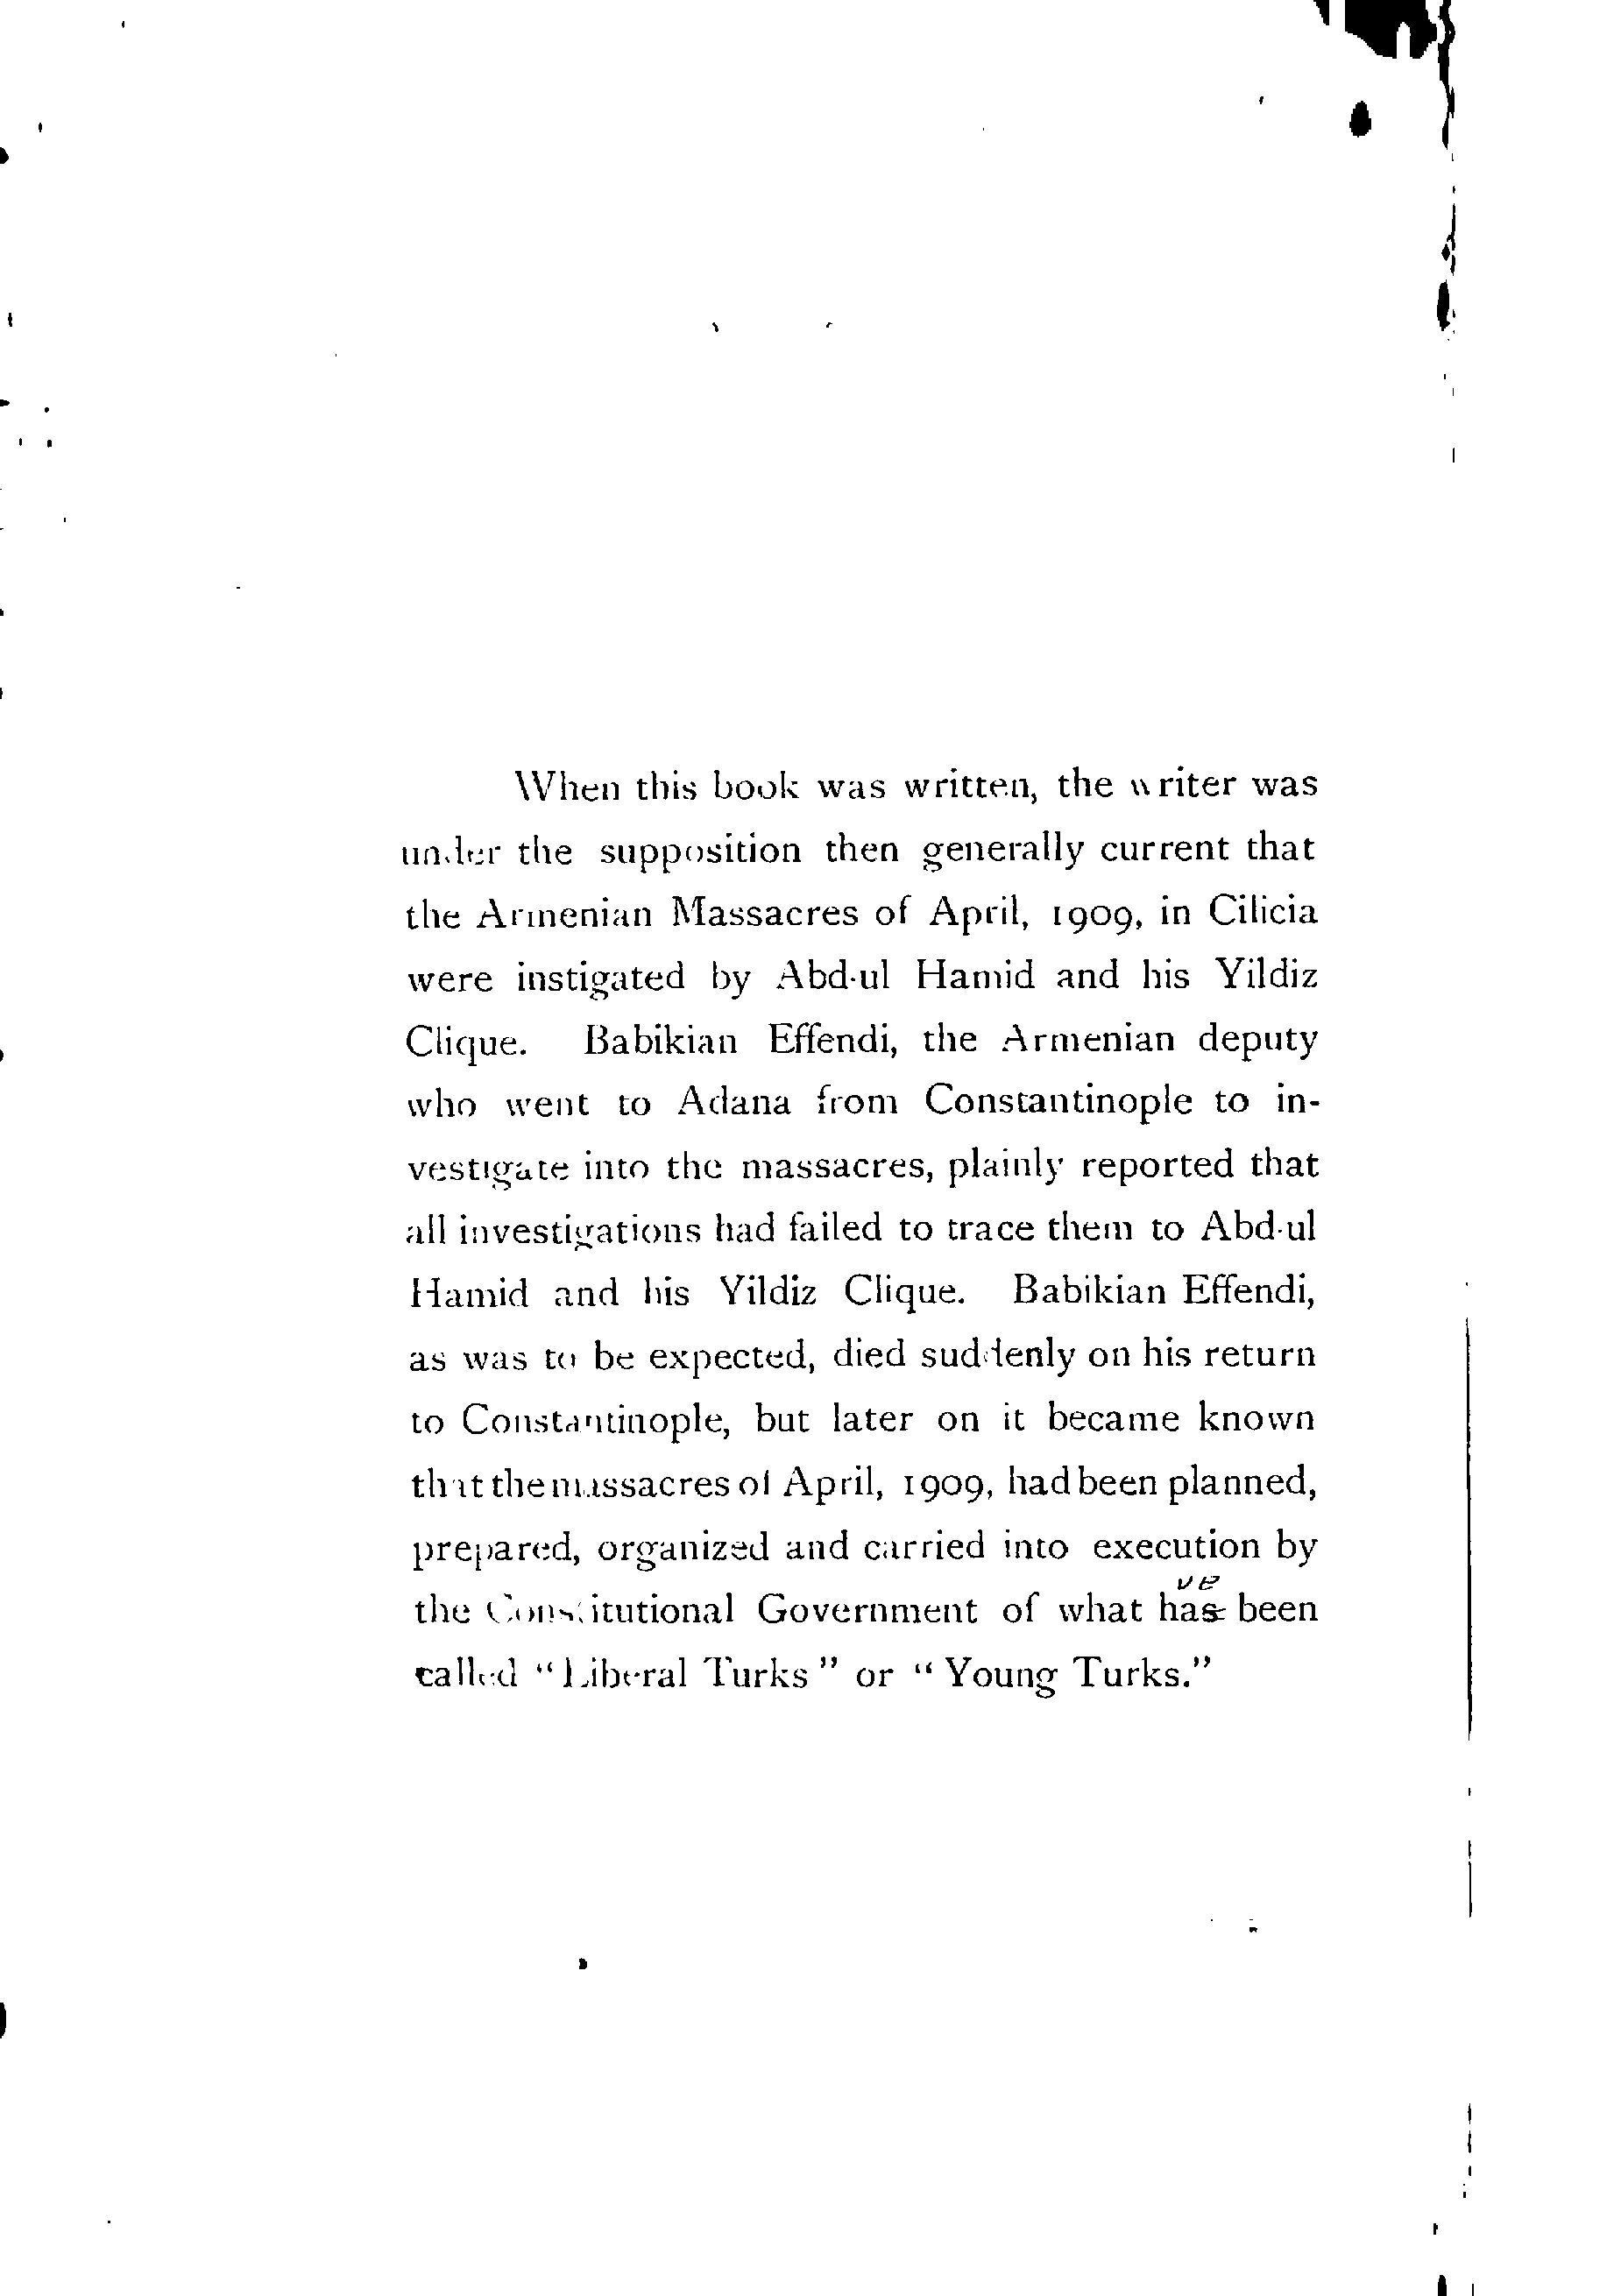 When this book was written, the writer was
under the supposition then generally current that
the Armenian Massacres of April, 1909, in Cilicia
were instigated by Abd-ul Hamid and his Yildiz
Clique. Babikian Effendi, the Armenian deputy
who went to Adana from Constantinople to in-
vestigate into the massacres, plainly reported that
all investigations had failed to trace them to Abd-ul
Hamid and his Yildiz Clique. Babikian Effendi,
as was to be expected, died suddenly on his return
to Constantinople, but later on it became known
that the massacres of April, 1909, had been planned,
prepared, organized and carried into execution by
ve
the Constitutional Government of what has been
called "Liberal Turks" or "Young Turks."